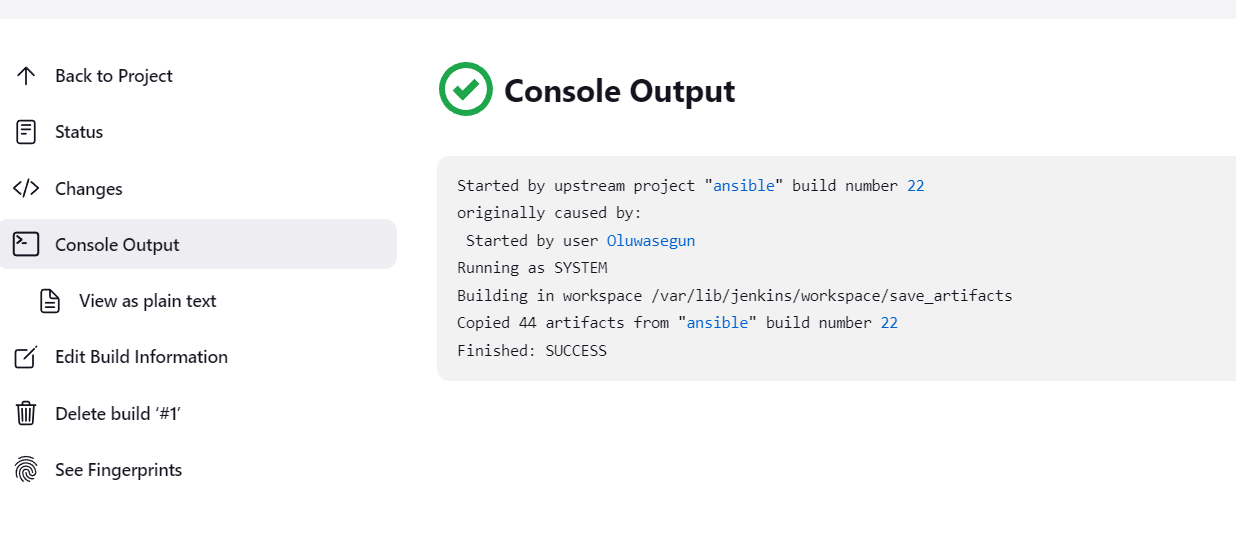 Back to Project
Status
Changes
Console Output
View as plain text
Edit Build Information
Delete build ‘#1’
See Fingerprints
Console Output
Started by upstream project "ansible" build number 22
originally caused by:
Started by user Oluwasegun
Running as SYSTEM
Building in workspace /var/lib/jenkins/workspace/save_artifacts
Copied 44 artifacts from "ansible" build number 22
Finished: SUCCESS